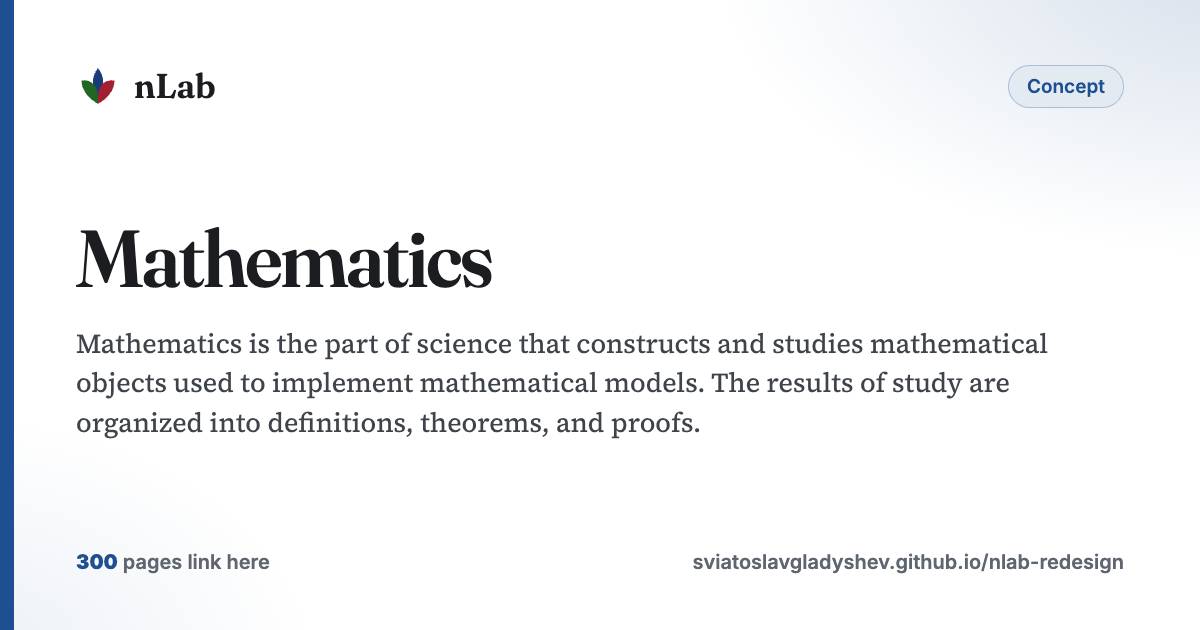 nLab
Concept
Mathematics
Mathematics is the part of science that constructs and studies mathematical
objects used to implement mathematical models. The results of study are
organized into definitions, theorems, and proofs.
300 pages link here
sviatoslavgladyshev.github.io/nlab-redesign